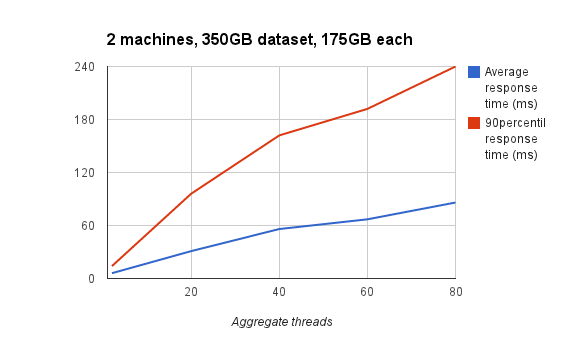 2 machines, 350GB dataset, 175GB each
240
180
120
60
0
20 40 60 80
Aggregate threads
Average
response
time (ms)
90percentil
response
time (ms)